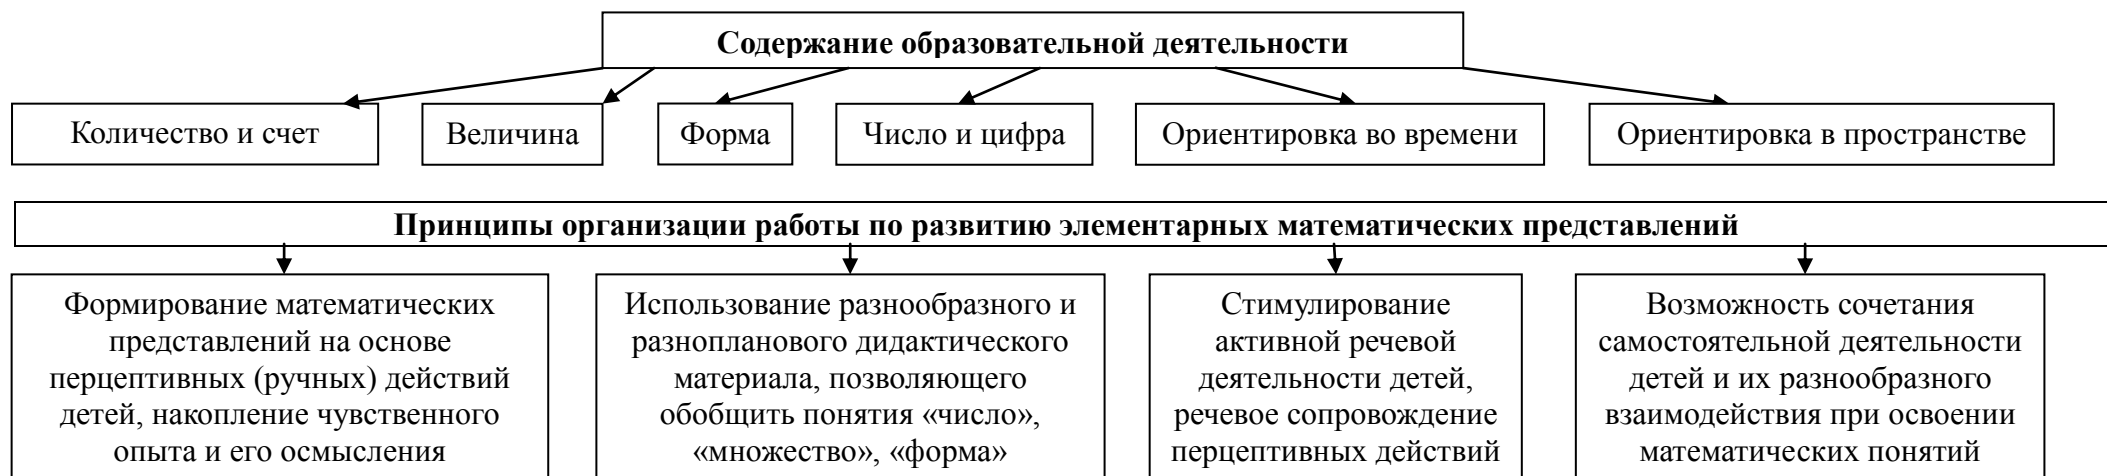 Содержание образовательной деятельности
Количество и счет
Величина
Форма
Число и цифра
Ориентировка во времени
Ориентировка в пространстве
Принципы организации работы по развитию элементарных математических представлений
Формирование математических
представлений на основе
перцептивных (ручных) действий
детей, накопление чувственного
опыта и его осмысления
Использование разнообразного и
разнопланового дидактического
материала, позволяющего
обобщить понятия «число»,
«множество», «форма»
Стимулирование
активной речевой
деятельности детей,
речевое сопровождение
перцептивных действий
Возможность сочетания
самостоятельной деятельности
детей и их разнообразного
взаимодействия при освоении
математических понятий